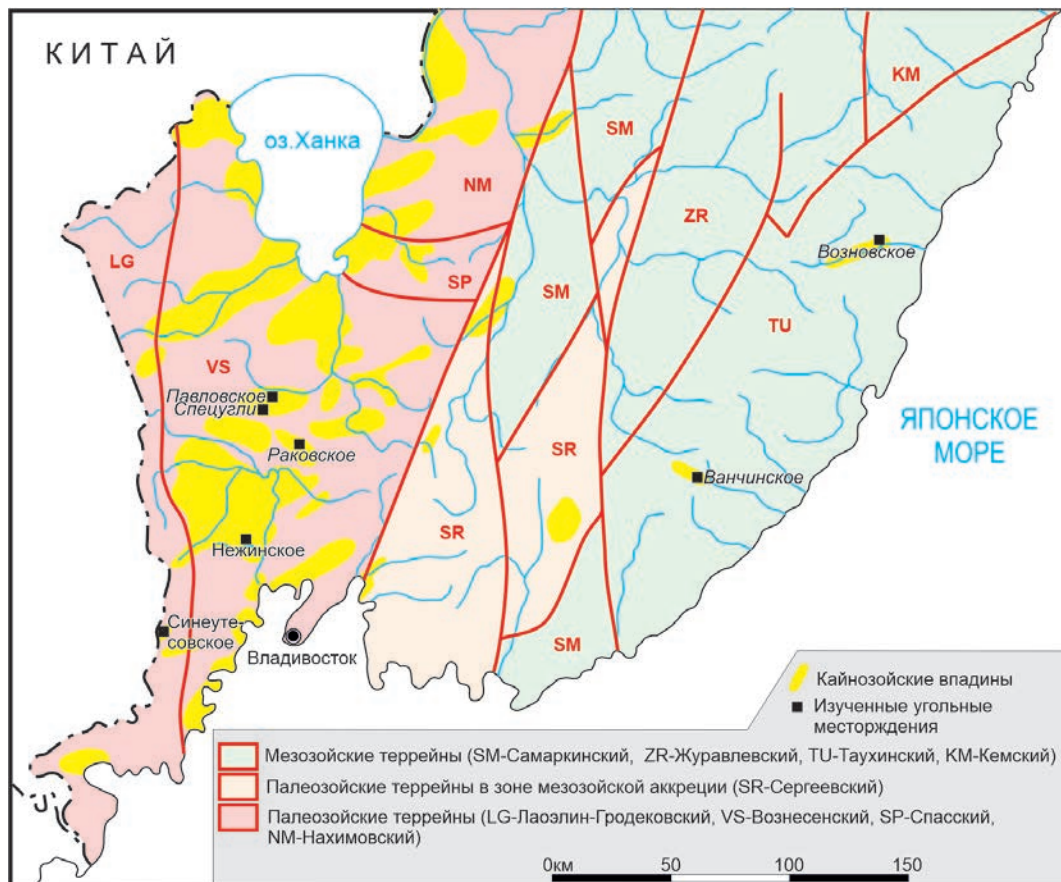 КИТАЙ
оз.Ханка
KM
SM
NM
ZR
LG
Возновское
SP
SM
TU
VS
Павловское
Спецугли
ЯПОНСКОЕ
МОРЕ
Раковское
SR
Ванчинское
SR
Нежинское
Синеуте-
совское
Владивосток
SM
Кайнозойские впадины
Изученные угольные
месторждения
Мезозойские террейны (SM-Самаркинский, ZR-Журавлевский, TU-Таухинский, KM-Кемский)
Палеозойские террейны в зоне мезозойской аккреции (SR-Сергеевский)
Палеозойские террейны (LG-Лаоэлин-Гродековский, VS-Вознесенский, SP-Спасский,
NM-Нахимовский)
0км 50 100 150